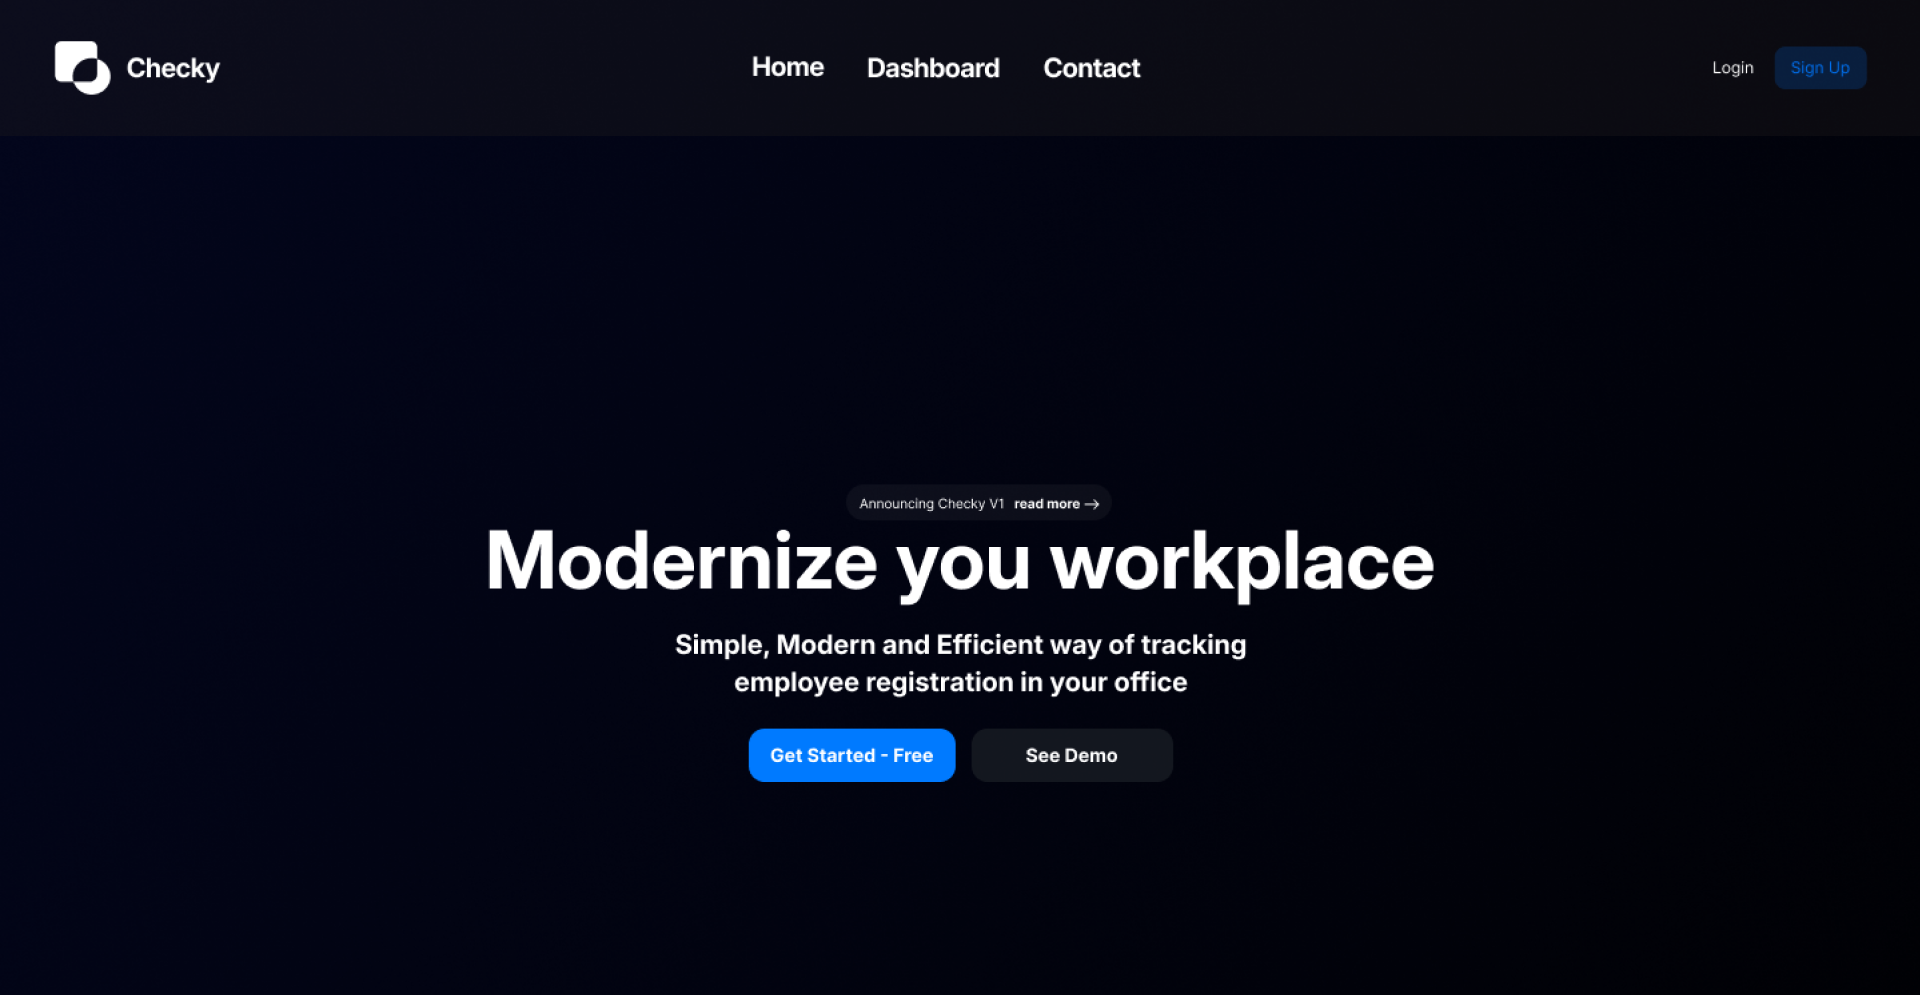 Checky
Home Dashboard Contact
Login Sign Up
Announcing Checky V1 read more →
Modernize you workplace
Simple, Modern and Efficient way of tracking
employee registration in your office
Get Started - Free See Demo